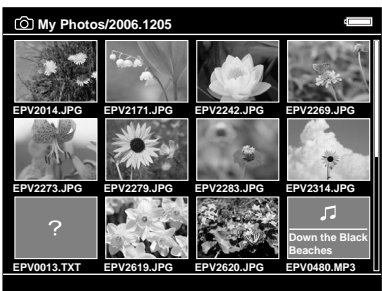 My Photos/2006.1205
EPV2014.JPG EPV2171.JPG EPV2242.JPG EPV2269.JPG
EPV2273.JPG EPV2279.JPG EPV2283.JPG EPV2314.JPG
?
Down the Black
Beaches
EPV0013.TXT EPV2619.JPG EPV2620.JPG EPV0480.MP3